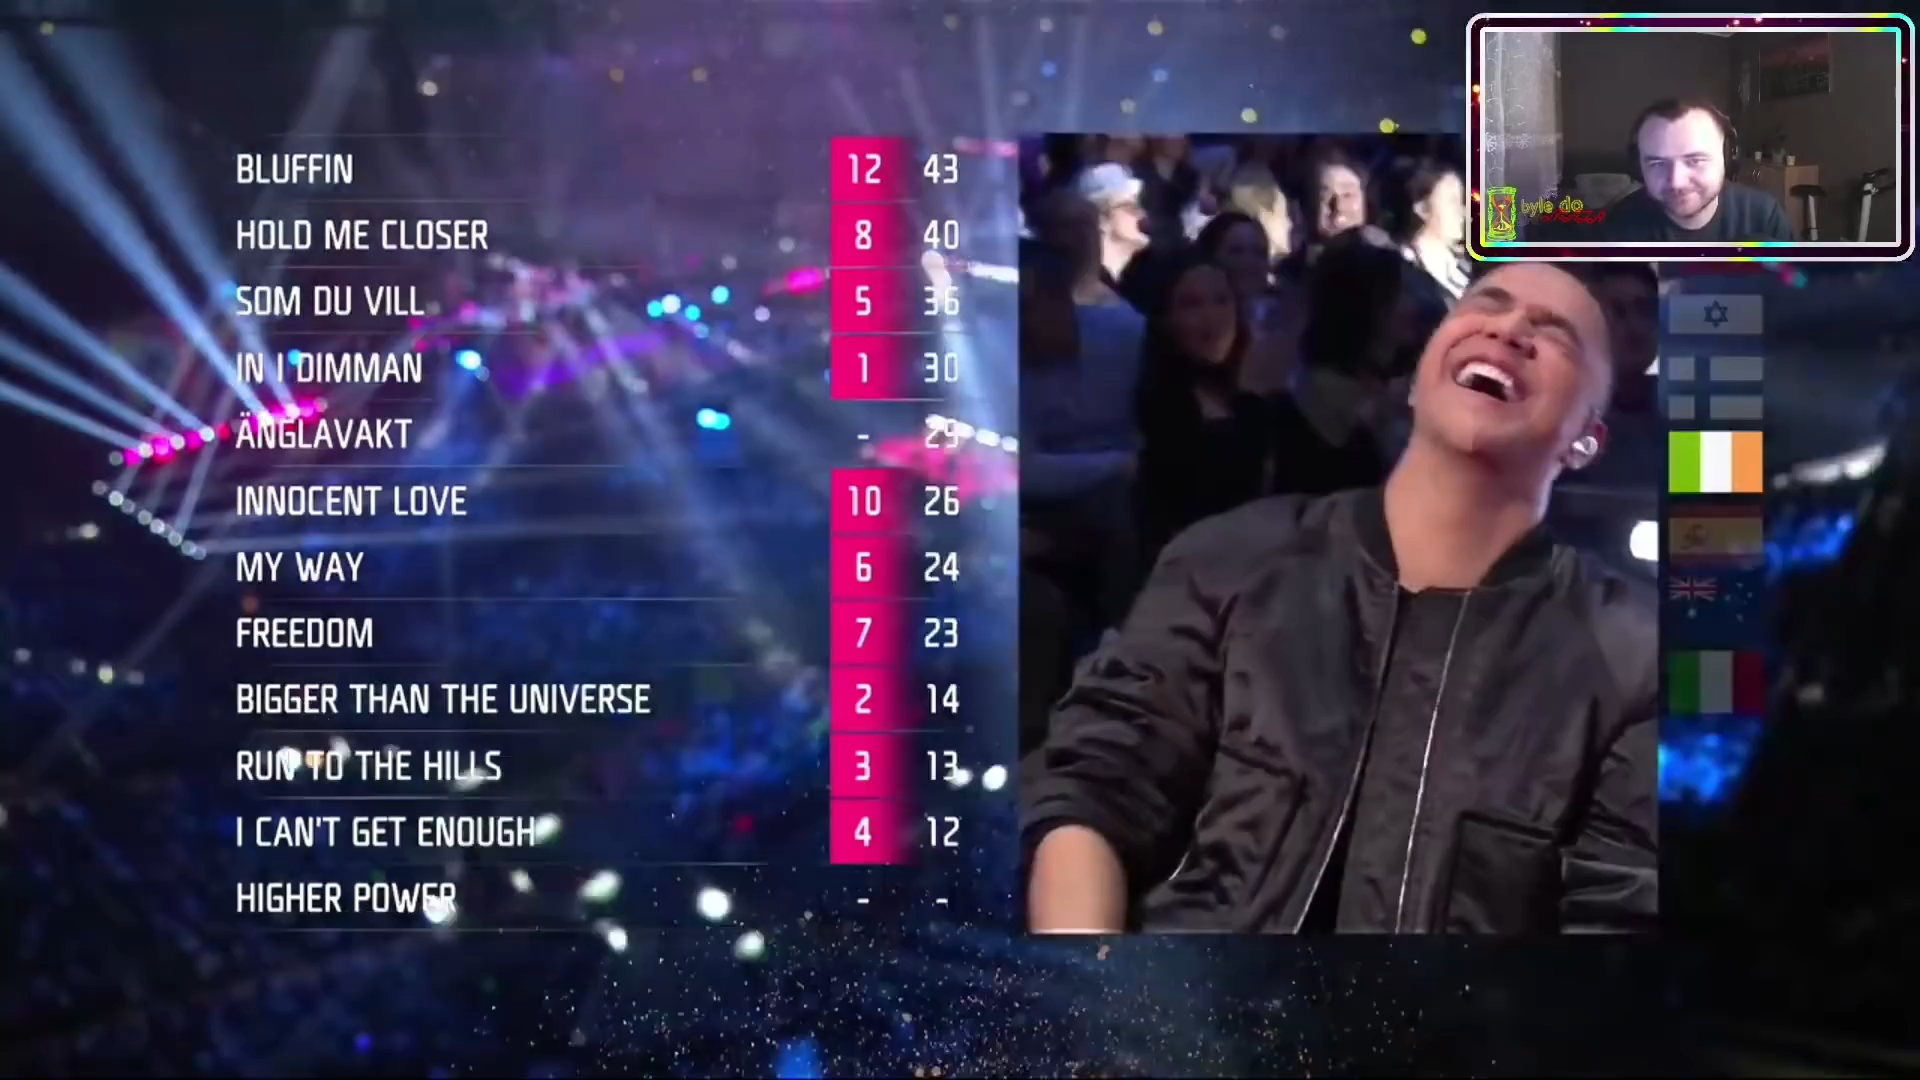 BLUFFIN 12 43
HOLD ME CLOSER 8 40
SOM DU VILL 5 36
IN I DIMMAN 1 30
ÄNGLAVAKT - 29
INNOCENT LOVE 10 26
MY WAY 6 24
FREEDOM 7 23
BIGGER THAN THE UNIVERSE 2 14
RUN TO THE HILLS 3 13
I CAN'T GET ENOUGH 4 12
HIGHER POWER - -
byle do